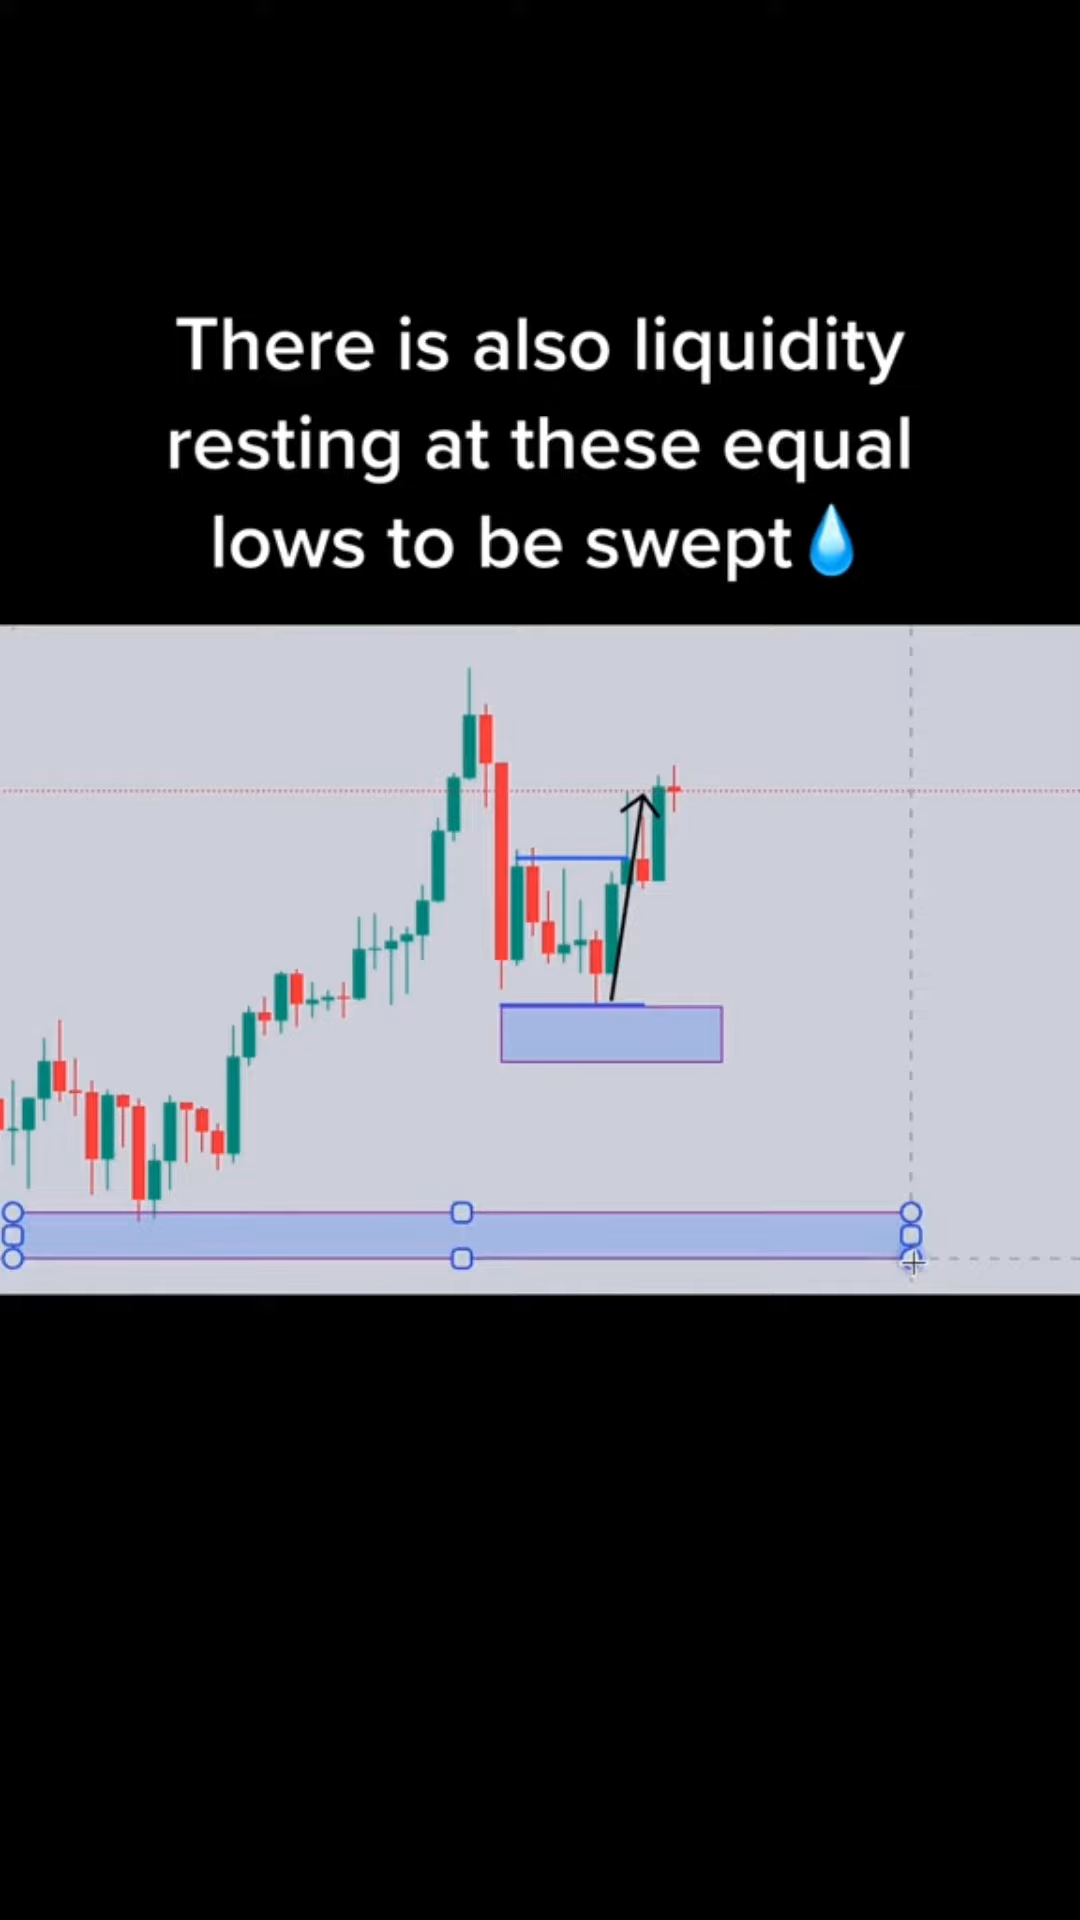 There is also liquidity
resting at these equal
lows to be swept💧